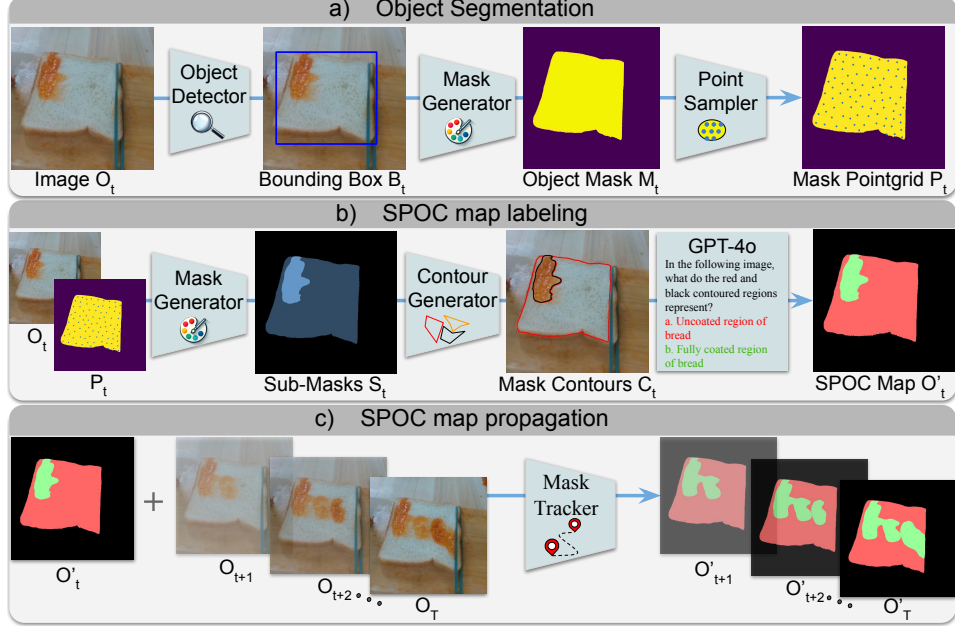 a) Object Segmentation
Object
Detector
Mask
Generator
Point
Sampler
Image O_t
Bounding Box B_t
Object Mask M_t
Mask Pointgrid P_t
b) SPOC map labeling
O_t
P_t
Mask
Generator
Sub-Masks S_t
Contour
Generator
Mask Contours C_t
GPT-4o
In the following image,
what do the red and
black contoured regions
represent?
a. Uncoated region of
bread
b. Fully coated region
of bread
SPOC Map O'_t
c) SPOC map propagation
O'_t
+
O_t+1
O_t+2
O_T
Mask
Tracker
O'_t+1
O'_t+2
O'_T